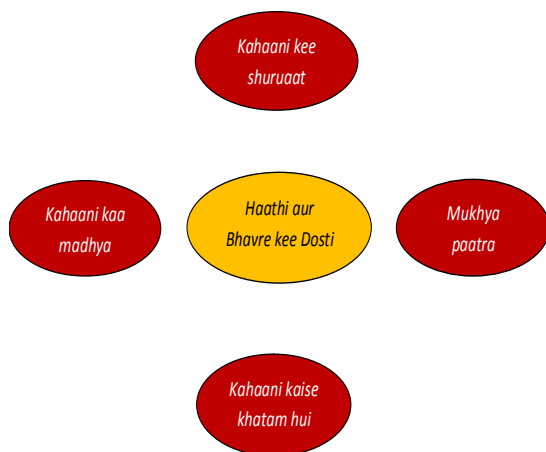 Kahaani kee
shuruaat
Kahaani kaa
madhya
Haathi aur
Bhavre kee Dosti
Mukhya
paatra
Kahaani kaise
khatam hui